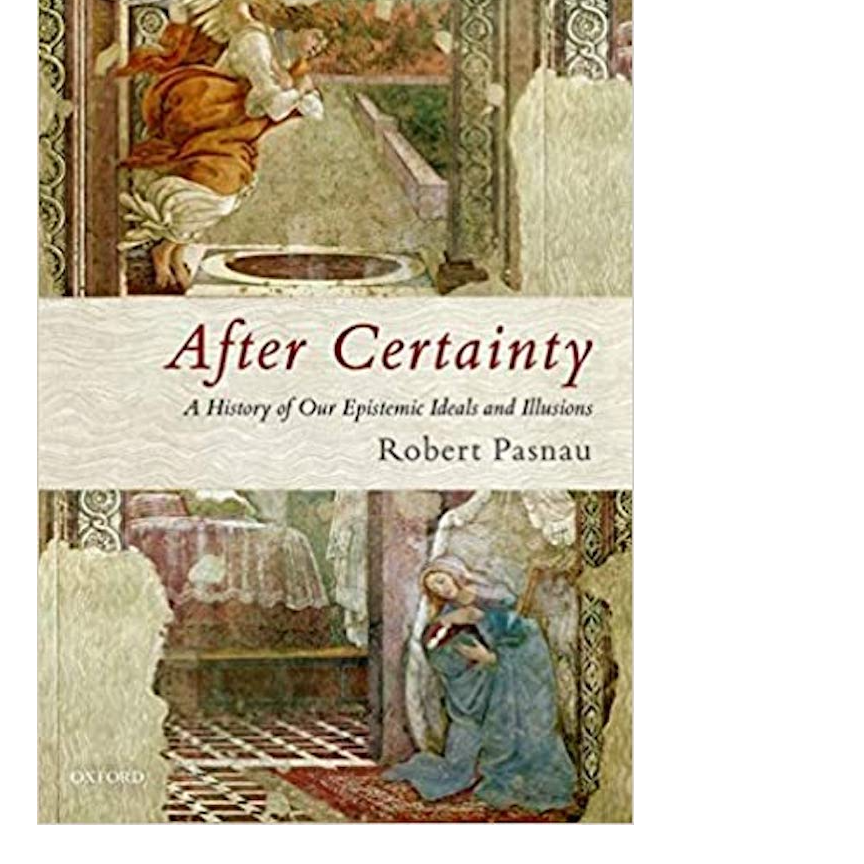 After Certainty
A History of Our Epistemic Ideals and Illusions
Robert Pasnau
OXFORD